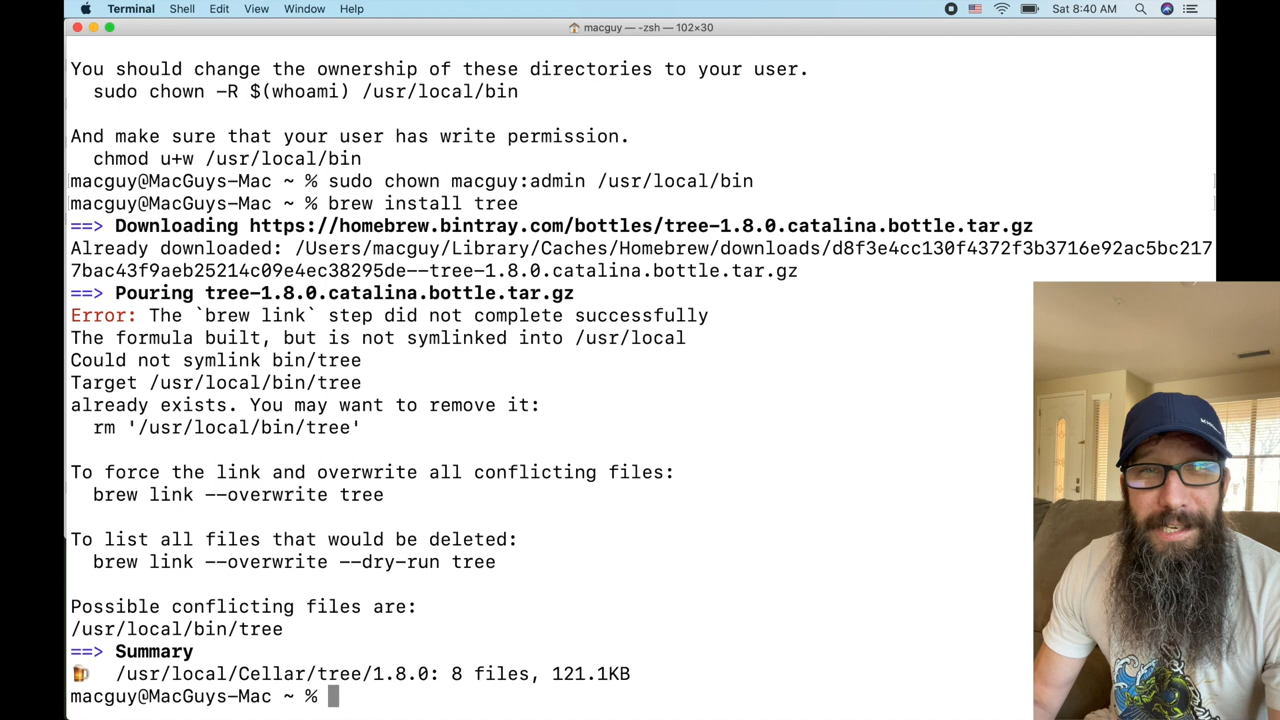 Terminal Shell Edit View Window Help Sat 8:40 AM
macguy — -zsh — 102×30
You should change the ownership of these directories to your user.
sudo chown -R $(whoami) /usr/local/bin
And make sure that your user has write permission.
chmod u+w /usr/local/bin
macguy@MacGuys-Mac ~ % sudo chown macguy:admin /usr/local/bin
macguy@MacGuys-Mac ~ % brew install tree
==> Downloading https://homebrew.bintray.com/bottles/tree-1.8.0.catalina.bottle.tar.gz
Already downloaded: /Users/macguy/Library/Caches/Homebrew/downloads/d8f3e4cc130f4372f3b3716e92ac5bc217
7bac43f9aeb25214c09e4ec38295de--tree-1.8.0.catalina.bottle.tar.gz
==> Pouring tree-1.8.0.catalina.bottle.tar.gz
Error: The `brew link` step did not complete successfully
The formula built, but is not symlinked into /usr/local
Could not symlink bin/tree
Target /usr/local/bin/tree
already exists. You may want to remove it:
rm '/usr/local/bin/tree'
To force the link and overwrite all conflicting files:
brew link --overwrite tree
To list all files that would be deleted:
brew link --overwrite --dry-run tree
Possible conflicting files are:
/usr/local/bin/tree
==> Summary
🍺 /usr/local/Cellar/tree/1.8.0: 8 files, 121.1KB
macguy@MacGuys-Mac ~ %